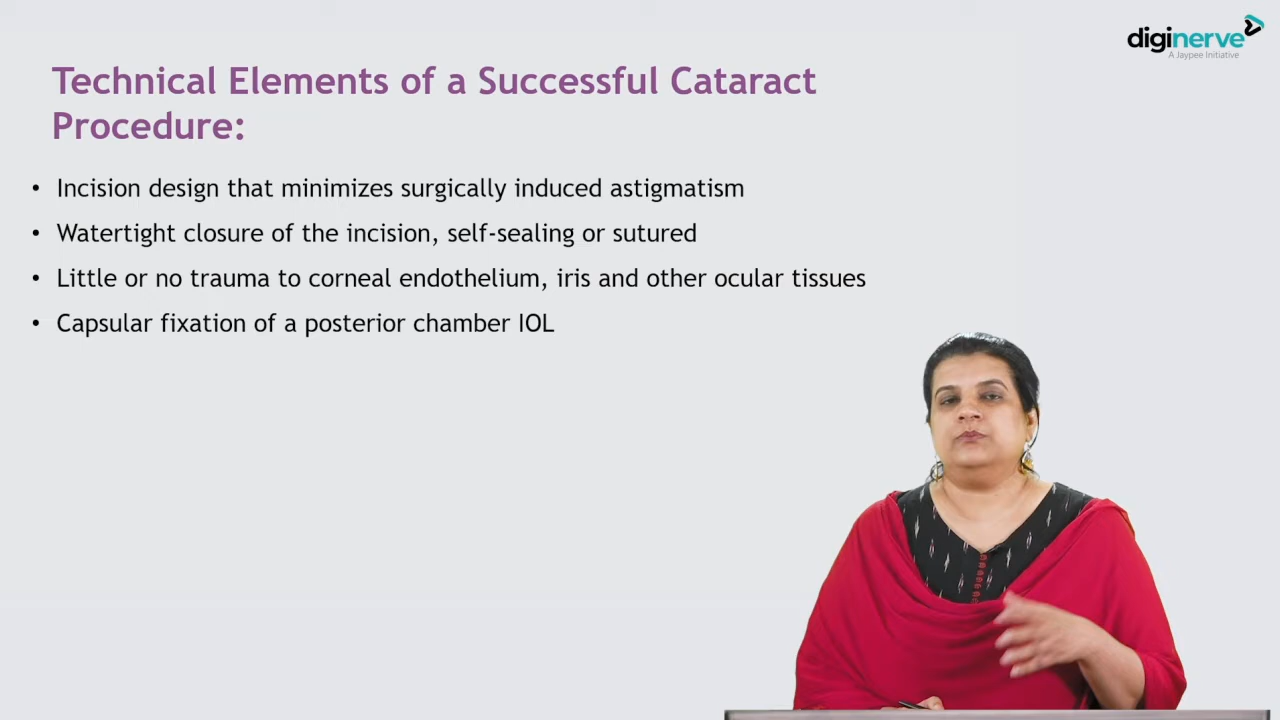 diginerve
A Jaypee Initiative
Technical Elements of a Successful Cataract
Procedure:
• Incision design that minimizes surgically induced astigmatism
• Watertight closure of the incision, self-sealing or sutured
• Little or no trauma to corneal endothelium, iris and other ocular tissues
• Capsular fixation of a posterior chamber IOL